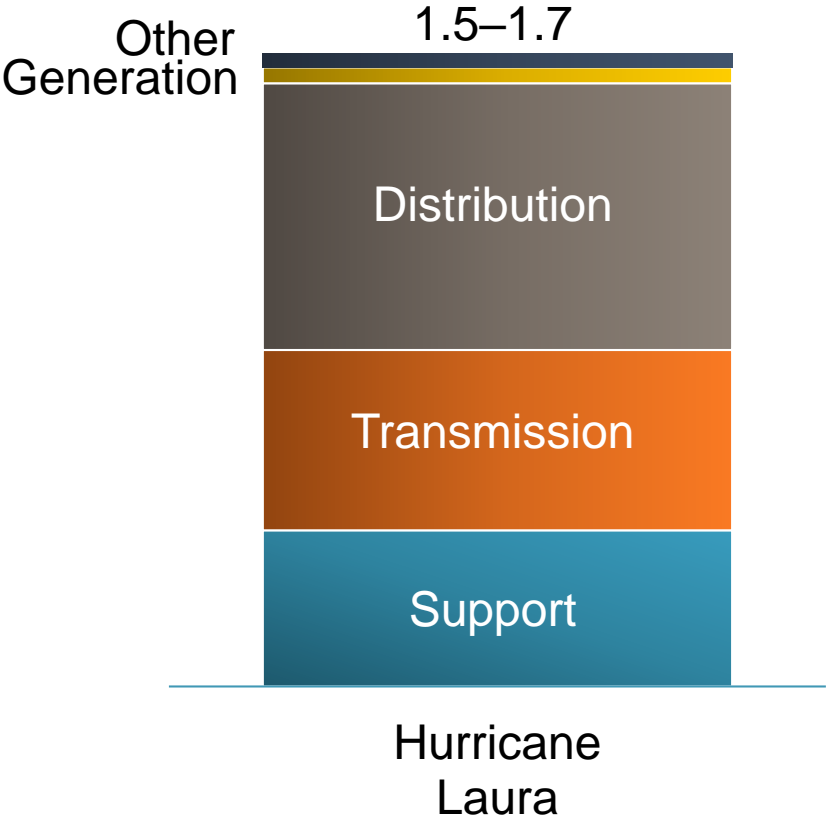 1.5–1.7
Other
Generation
Distribution
Transmission
Support
Hurricane
Laura